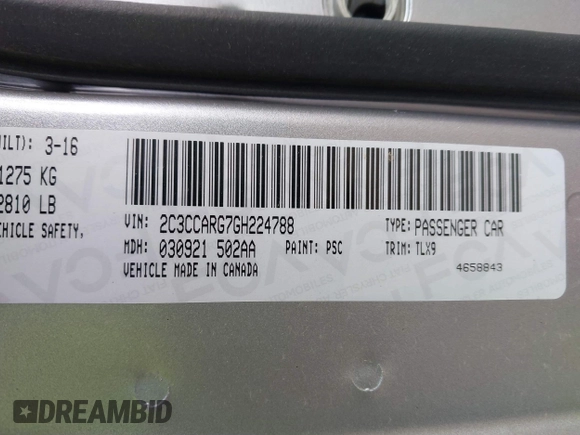 UILT): 3-16
1275 KG
2810 LB
EHICLE SAFETY,
VIN: 2C3CCARG7GH224788 TYPE: PASSENGER CAR
MDH: 030921 502AA PAINT: PSC TRIM: TLX9
VEHICLE MADE IN CANADA 4658843
DREAMBID